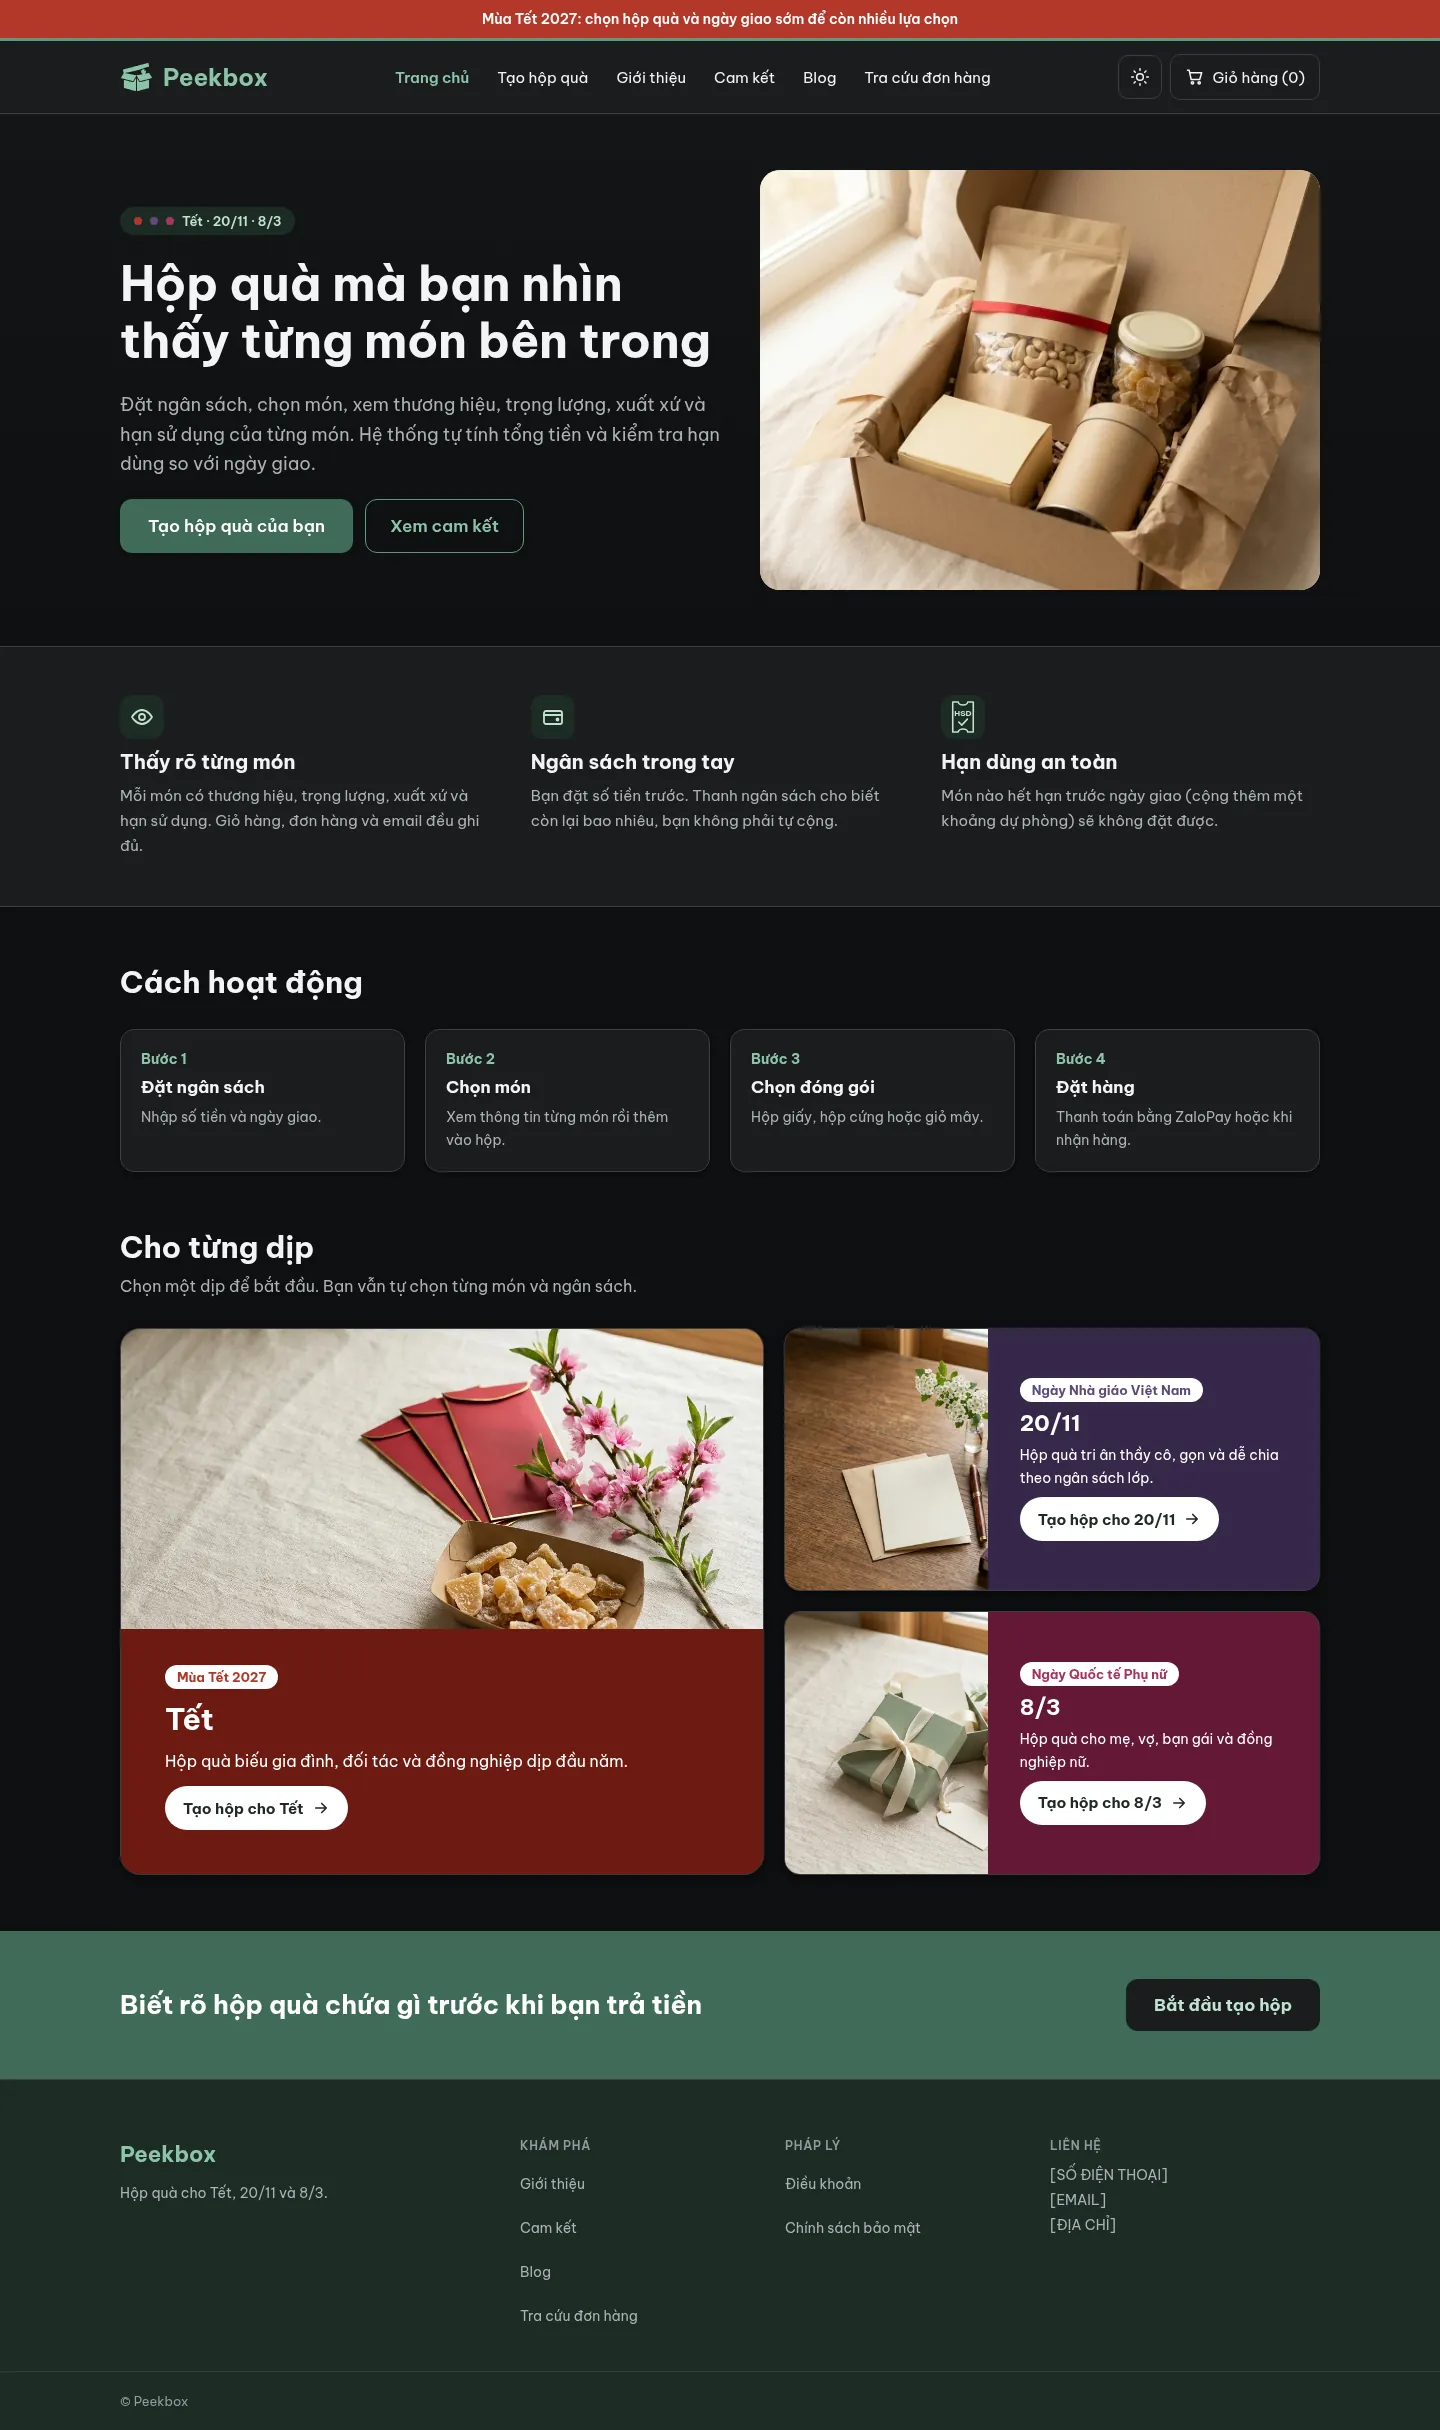 Mùa Tết 2027: chọn hộp quà và ngày giao sớm để còn nhiều lựa chọn
Peekbox
Trang chủ
Tạo hộp quà
Giới thiệu
Cam kết
Blog
Tra cứu đơn hàng
Giỏ hàng (0)
Tết · 20/11 · 8/3
Hộp quà mà bạn nhìn
thấy từng món bên trong
Đặt ngân sách, chọn món, xem thương hiệu, trọng lượng, xuất xứ và
hạn sử dụng của từng món. Hệ thống tự tính tổng tiền và kiểm tra hạn
dùng so với ngày giao.
Tạo hộp quà của bạn
Xem cam kết
Thấy rõ từng món
Mỗi món có thương hiệu, trọng lượng, xuất xứ và
hạn sử dụng. Giỏ hàng, đơn hàng và email đều ghi
đủ.
Ngân sách trong tay
Bạn đặt số tiền trước. Thanh ngân sách cho biết
còn lại bao nhiêu, bạn không phải tự cộng.
HSD
Hạn dùng an toàn
Món nào hết hạn trước ngày giao (cộng thêm một
khoảng dự phòng) sẽ không đặt được.
Cách hoạt động
Bước 1
Đặt ngân sách
Nhập số tiền và ngày giao.
Bước 2
Chọn món
Xem thông tin từng món rồi thêm
vào hộp.
Bước 3
Chọn đóng gói
Hộp giấy, hộp cứng hoặc giỏ mây.
Bước 4
Đặt hàng
Thanh toán bằng ZaloPay hoặc khi
nhận hàng.
Cho từng dịp
Chọn một dịp để bắt đầu. Bạn vẫn tự chọn từng món và ngân sách.
Mùa Tết 2027
Tết
Hộp quà biếu gia đình, đối tác và đồng nghiệp dịp đầu năm.
Tạo hộp cho Tết →
Ngày Nhà giáo Việt Nam
20/11
Hộp quà tri ân thầy cô, gọn và dễ chia
theo ngân sách lớp.
Tạo hộp cho 20/11 →
Ngày Quốc tế Phụ nữ
8/3
Hộp quà cho mẹ, vợ, bạn gái và đồng
nghiệp nữ.
Tạo hộp cho 8/3 →
Biết rõ hộp quà chứa gì trước khi bạn trả tiền
Bắt đầu tạo hộp
Peekbox
Hộp quà cho Tết, 20/11 và 8/3.
KHÁM PHÁ
Giới thiệu
Cam kết
Blog
Tra cứu đơn hàng
PHÁP LÝ
Điều khoản
Chính sách bảo mật
LIÊN HỆ
[SỐ ĐIỆN THOẠI]
[EMAIL]
[ĐỊA CHỈ]
© Peekbox